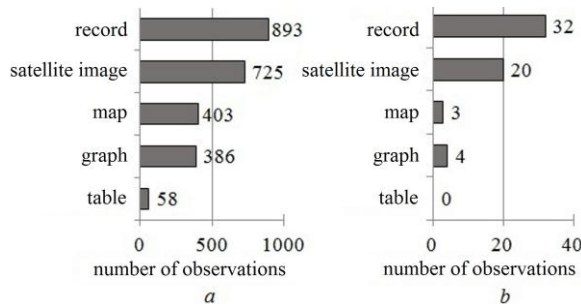 record 893
satellite image 725
map 403
graph 386
table 58
0 500 1000
number of observations
a
record 32
satellite image 20
map 3
graph 4
table 0
0 20 40
number of observations
b